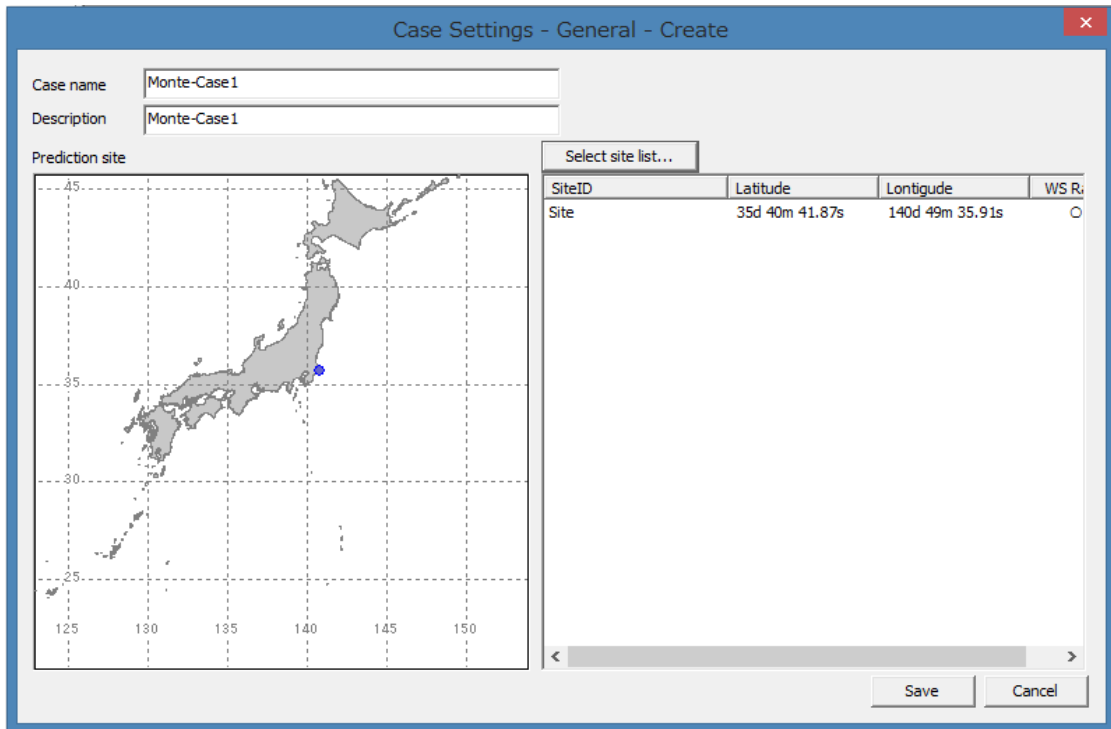 Case Settings - General - Create
Case name Monte-Case1
Description Monte-Case1
Prediction site
Select site list...
SiteID Latitude Lontigude WS Ra
Site 35d 40m 41.87s 140d 49m 35.91s ○
45
40
35
30
25
125 130 135 140 145 150
Save Cancel